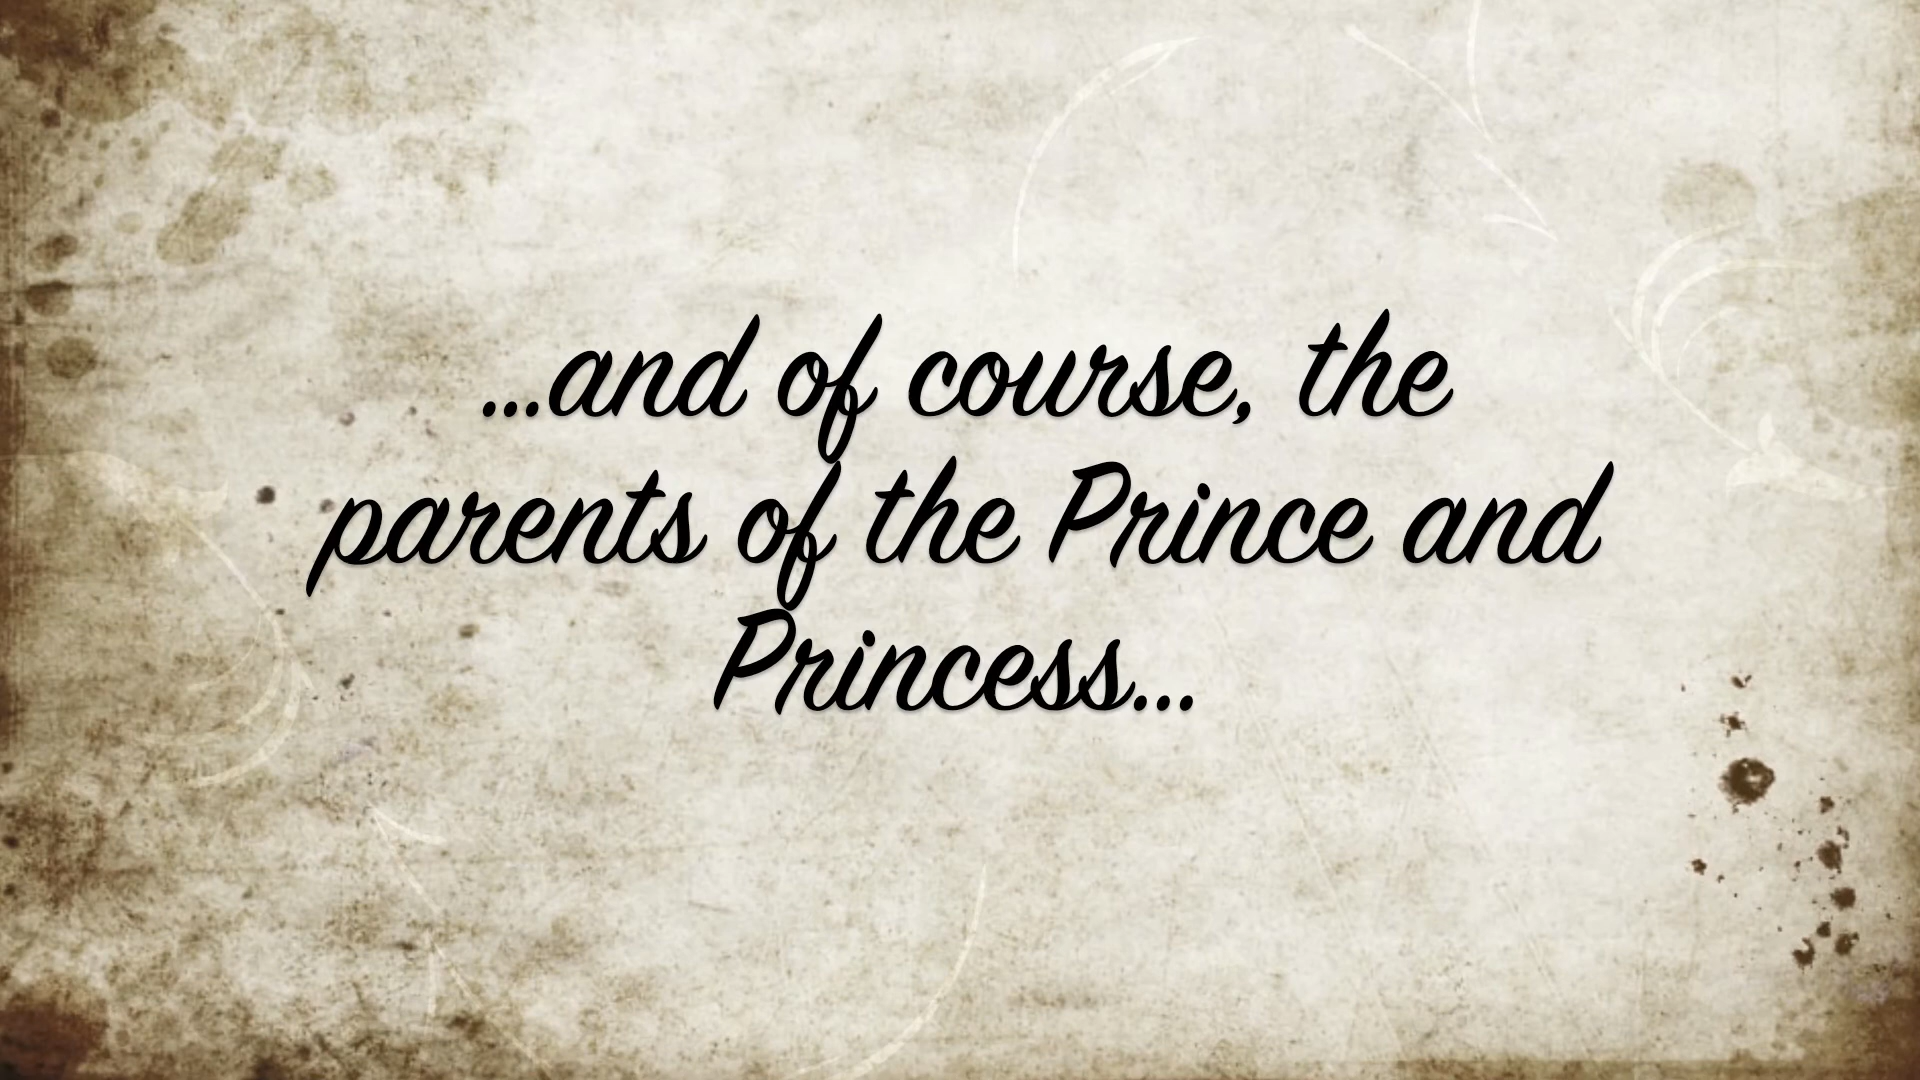 ...and of course, the
parents of the Prince and
Princess...